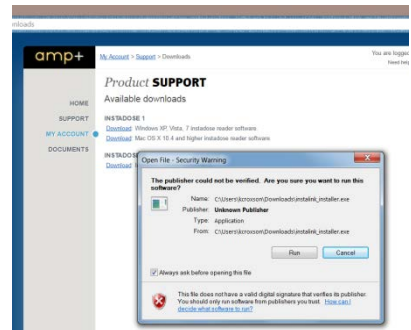 nloads
amp+
My Account > Support > Downloads
You are logged
Need help
Product SUPPORT
Available downloads
HOME
SUPPORT
MY ACCOUNT
DOCUMENTS
INSTADOSE 1
Download Windows XP, Vista, 7 instadose reader software
Download Mac OS X 10.4 and higher instadose reader software
INSTADOSE
Download
Open File - Security Warning
The publisher could not be verified. Are you sure you want to run this
software?
Name: C:\Users\kcroxson\Downloads\instalink_installer.exe
Publisher: Unknown Publisher
Type: Application
From: C:\Users\kcroxson\Downloads\instalink_installer.exe
Run Cancel
Always ask before opening this file
This file does not have a valid digital signature that verifies its publisher.
You should only run software from publishers you trust. How can I
decide what software to run?